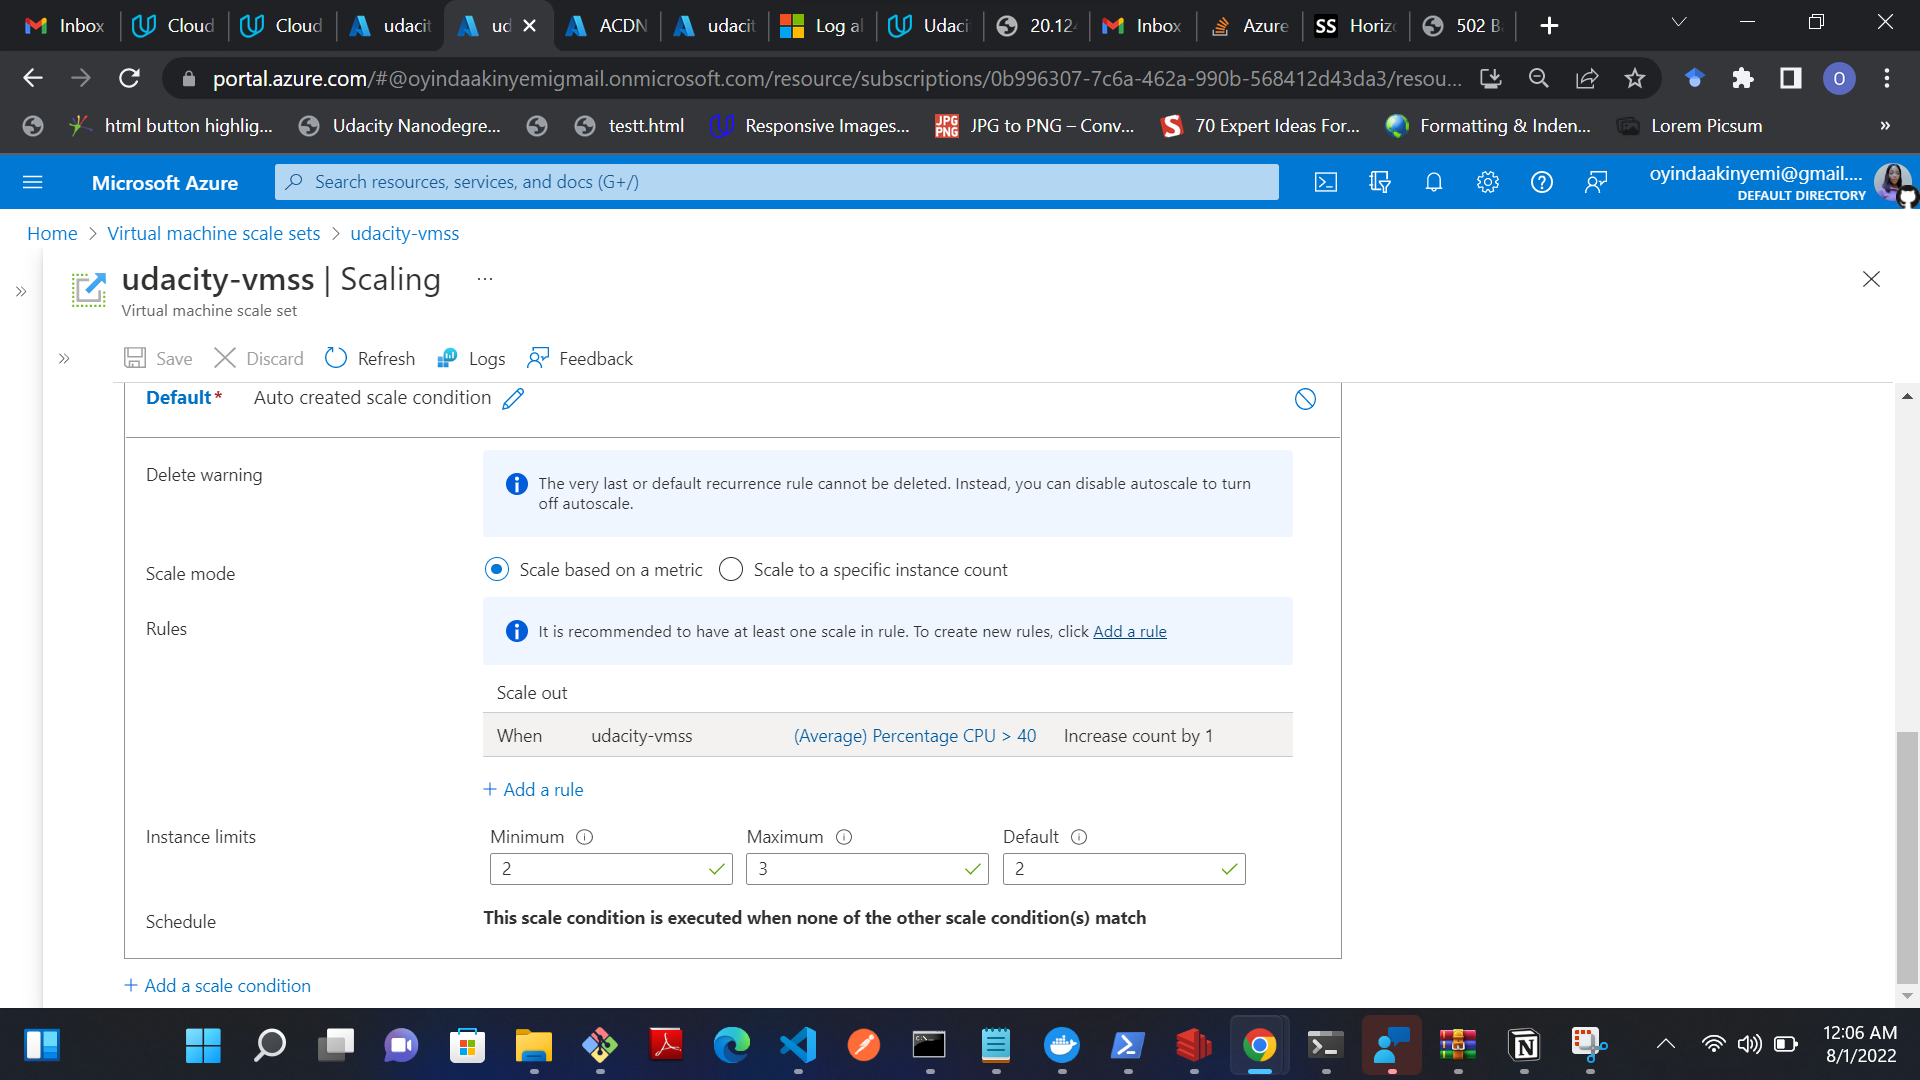 Inbox
Cloud
Cloud
udacit
ud
ACDN
udacit
Log al
Udaci
20.124
Inbox
Azure
SS Horizo
502 B
portal.azure.com/#@oyindaakinyemigmail.onmicrosoft.com/resource/subscriptions/0b996307-7c6a-462a-990b-568412d43da3/resou...
O
html button highlig...
Udacity Nanodegre...
testt.html
Responsive Images...
JPG to PNG – Conv...
70 Expert Ideas For...
Formatting & Inden...
Lorem Picsum
»
Microsoft Azure
Search resources, services, and docs (G+/)
oyindaakinyemi@gmail....
DEFAULT DIRECTORY
Home > Virtual machine scale sets > udacity-vmss
udacity-vmss | Scaling ...
Virtual machine scale set
Save
Discard
Refresh
Logs
Feedback
Default* Auto created scale condition
Delete warning
The very last or default recurrence rule cannot be deleted. Instead, you can disable autoscale to turn
off autoscale.
Scale mode
Scale based on a metric
Scale to a specific instance count
Rules
It is recommended to have at least one scale in rule. To create new rules, click Add a rule
Scale out
When udacity-vmss (Average) Percentage CPU > 40 Increase count by 1
+ Add a rule
Instance limits
Minimum
Maximum
Default
2
3
2
Schedule
This scale condition is executed when none of the other scale condition(s) match
+ Add a scale condition
12:06 AM
8/1/2022